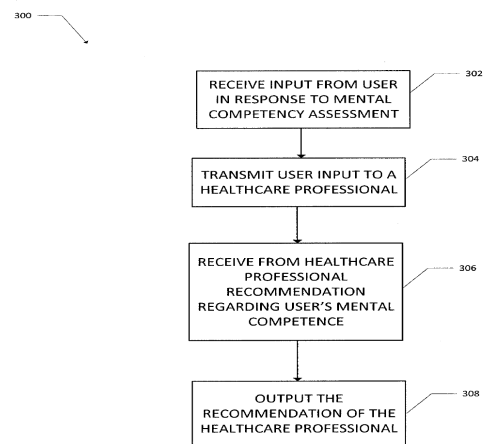 300
302
RECEIVE INPUT FROM USER
IN RESPONSE TO MENTAL
COMPETENCY ASSESSMENT
304
TRANSMIT USER INPUT TO A
HEALTHCARE PROFESSIONAL
306
RECEIVE FROM HEALTHCARE
PROFESSIONAL
RECOMMENDATION
REGARDING USER'S MENTAL
COMPETENCE
308
OUTPUT THE
RECOMMENDATION OF THE
HEALTHCARE PROFESSIONAL